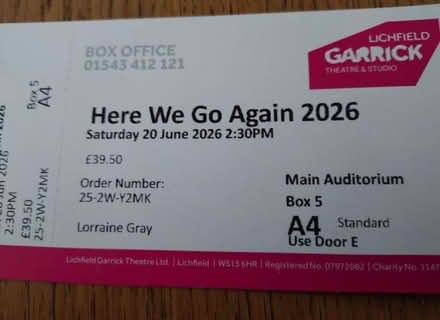 BOX OFFICE
01543 412 121
LICHFIELD
GARRICK
THEATRE & STUDIO
Here We Go Again 2026
Saturday 20 June 2026 2:30PM
£39.50
Order Number:
25-2W-Y2MK
Lorraine Gray
Main Auditorium
Box 5
A4 Standard
Use Door E
Lichfield Garrick Theatre Ltd. | Lichfield | WS13 6HR | Registered No. 07972082 | Charity No.
Box 5
A4
2026
2:30PM
£39.50
25-2W-Y2MK